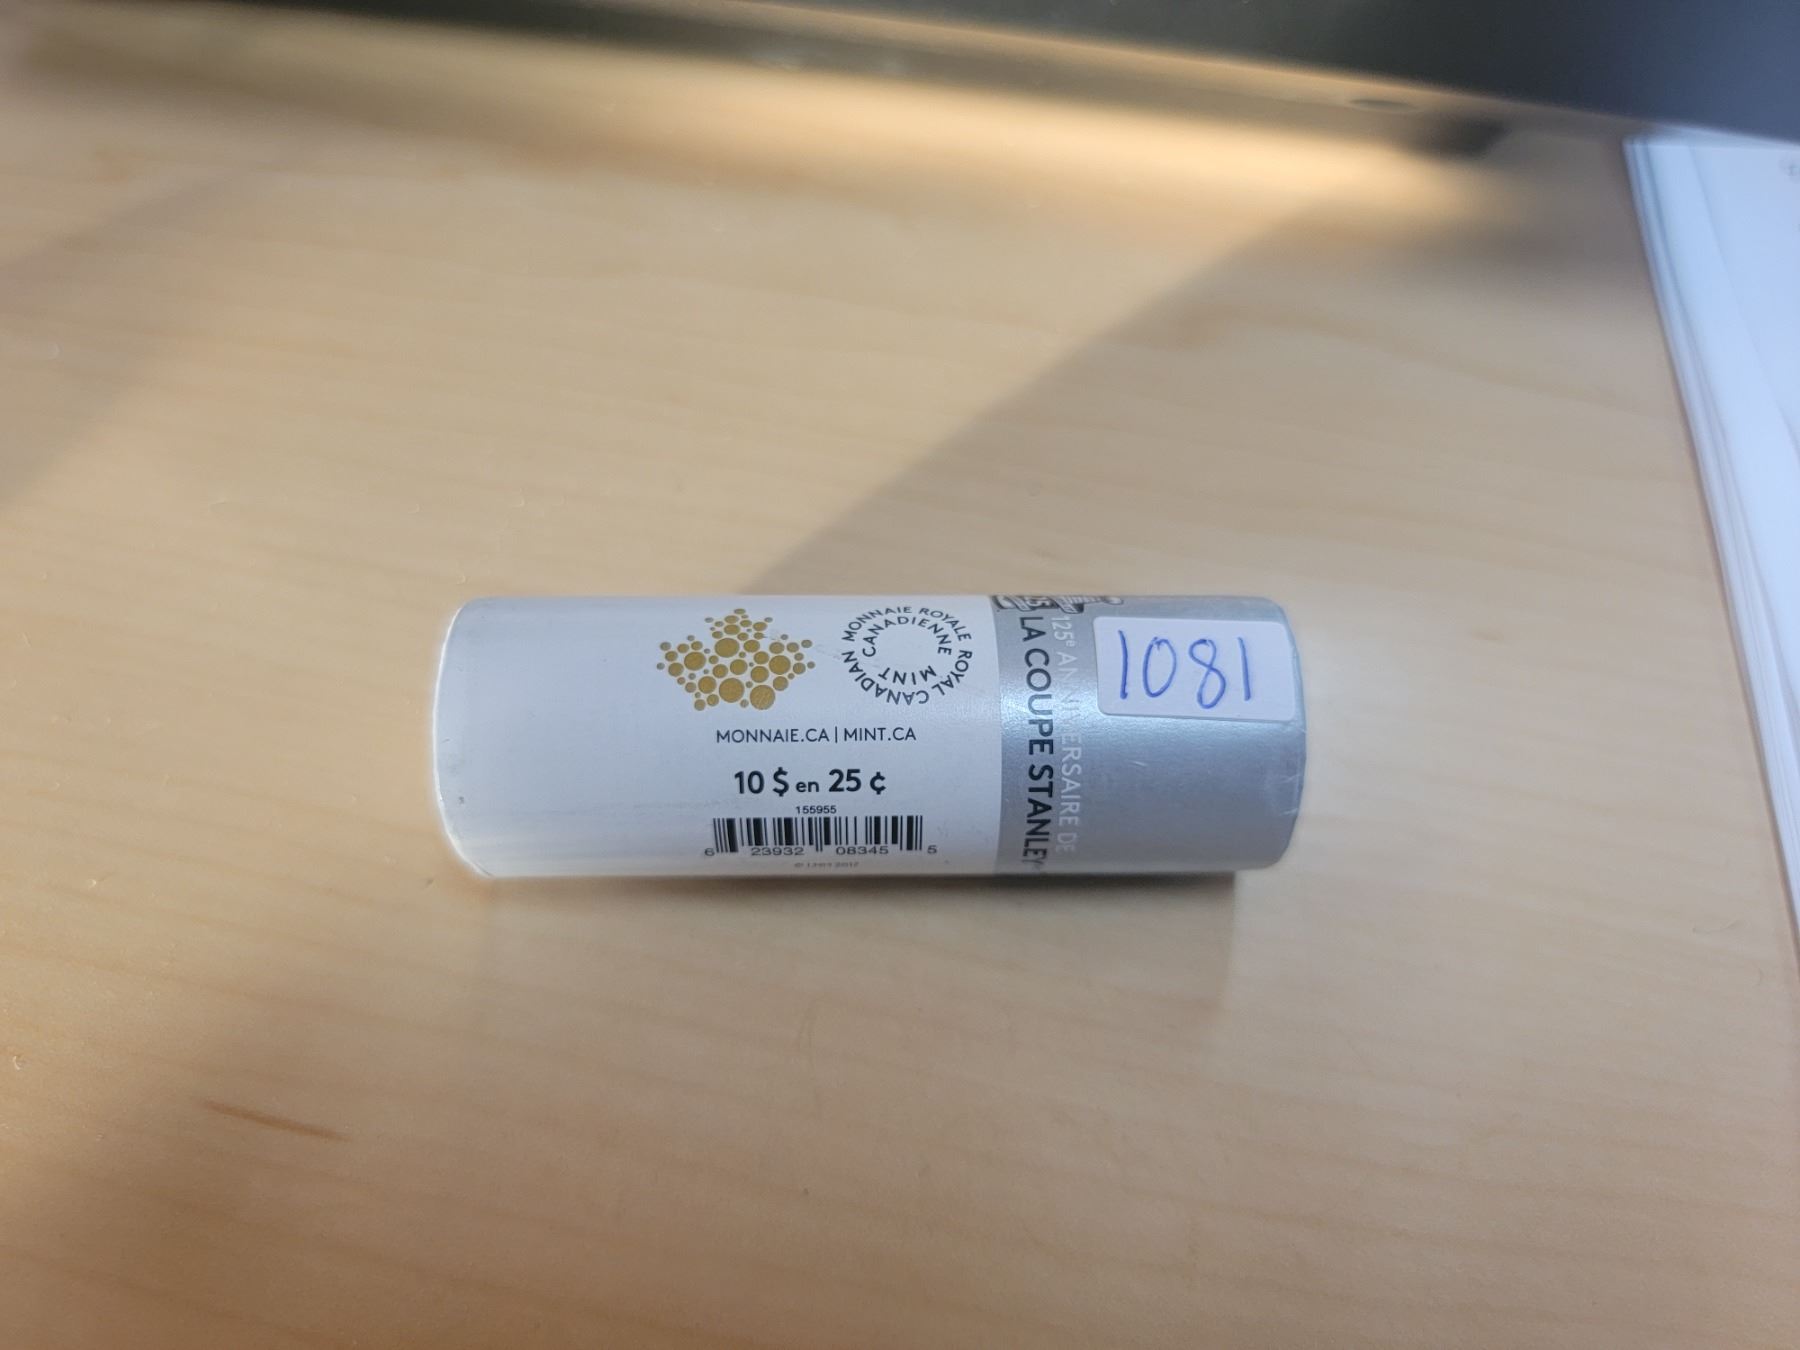 MONNAIE ROYALE CANADIENNE
ROYAL CANADIAN MINT
MONNAIE.CA | MINT.CA
10 $ en 25 ¢
155955
6 23932 08345 5
125e ANNIVERSAIRE DE
LA COUPE STANLEY
1081